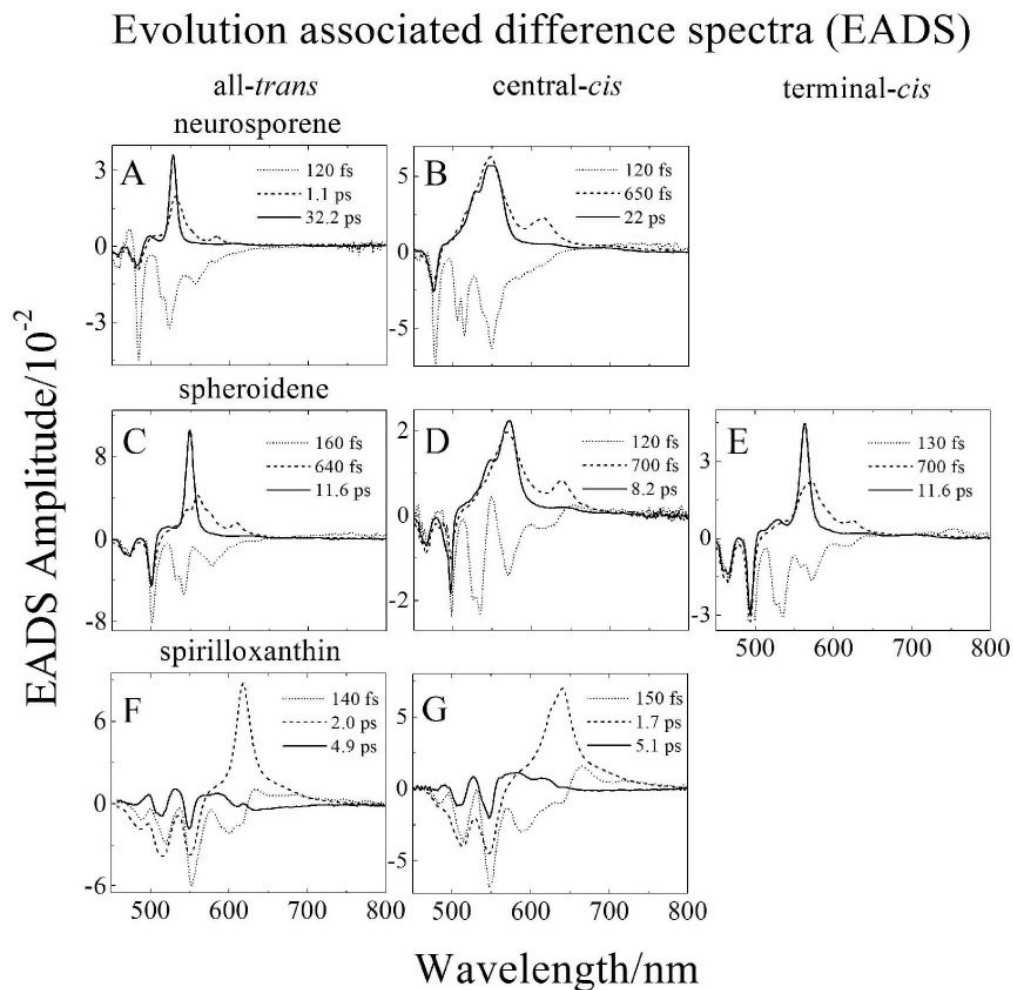 Evolution associated difference spectra (EADS)
all-trans
central-cis
terminal-cis
neurosporene
A
120 fs
1.1 ps
32.2 ps
3
0
-3
B
120 fs
650 fs
22 ps
5
0
-5
spheroidene
C
160 fs
640 fs
11.6 ps
8
0
-8
D
120 fs
700 fs
8.2 ps
2
0
-2
E
130 fs
700 fs
11.6 ps
3
0
-3
500 600 700 800
spirilloxanthin
F
140 fs
2.0 ps
4.9 ps
6
0
-6
500 600 700 800
G
150 fs
1.7 ps
5.1 ps
5
0
-5
500 600 700 800
EADS Amplitude/10-2
Wavelength/nm